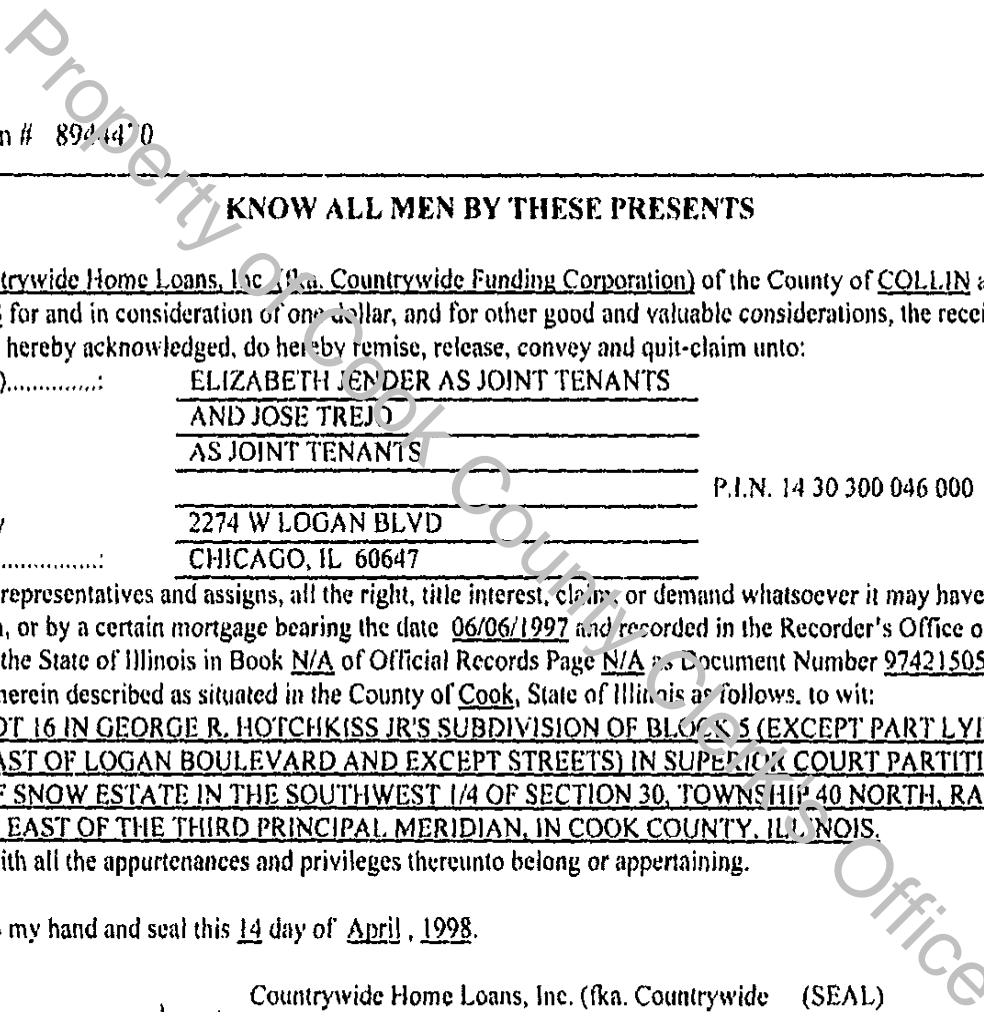 Property of Cook County Clerk's Office
n #
KNOW ALL MEN BY THESE PRESENTS
trywide Home Loans, Inc. (fka. Countrywide Funding Corporation) of the County of COLLIN a
for and in consideration of one dollar, and for other good and valuable considerations, the recei
hereby acknowledged, do hereby remise, release, convey and quit-claim unto:
)..............:
ELIZABETH JENDER AS JOINT TENANTS
AND JOSE TREJO
AS JOINT TENANTS
P.I.N. 14 30 300 046 000
2274 W LOGAN BLVD
CHICAGO, IL 60647
representatives and assigns, all the right, title interest, claim, or demand whatsoever it may have
, or by a certain mortgage bearing the date 06/06/1997 and recorded in the Recorder's Office o
the State of Illinois in Book N/A of Official Records Page N/A as Document Number 97421505
erein described as situated in the County of Cook, State of Illinois as follows, to wit:
OT 16 IN GEORGE R. HOTCHKISS JR'S SUBDIVISION OF BLOCK 5 (EXCEPT PART LYI
AST OF LOGAN BOULEVARD AND EXCEPT STREETS) IN SUPERIOR COURT PARTITI
F SNOW ESTATE IN THE SOUTHWEST 1/4 OF SECTION 30, TOWNSHIP 40 NORTH, RA
EAST OF THE THIRD PRINCIPAL MERIDIAN, IN COOK COUNTY, ILLINOIS.
ith all the appurtenances and privileges thereunto belong or appertaining.
my hand and seal this 14 day of April , 1998.
Countrywide Home Loans, Inc. (fka. Countrywide (SEAL)